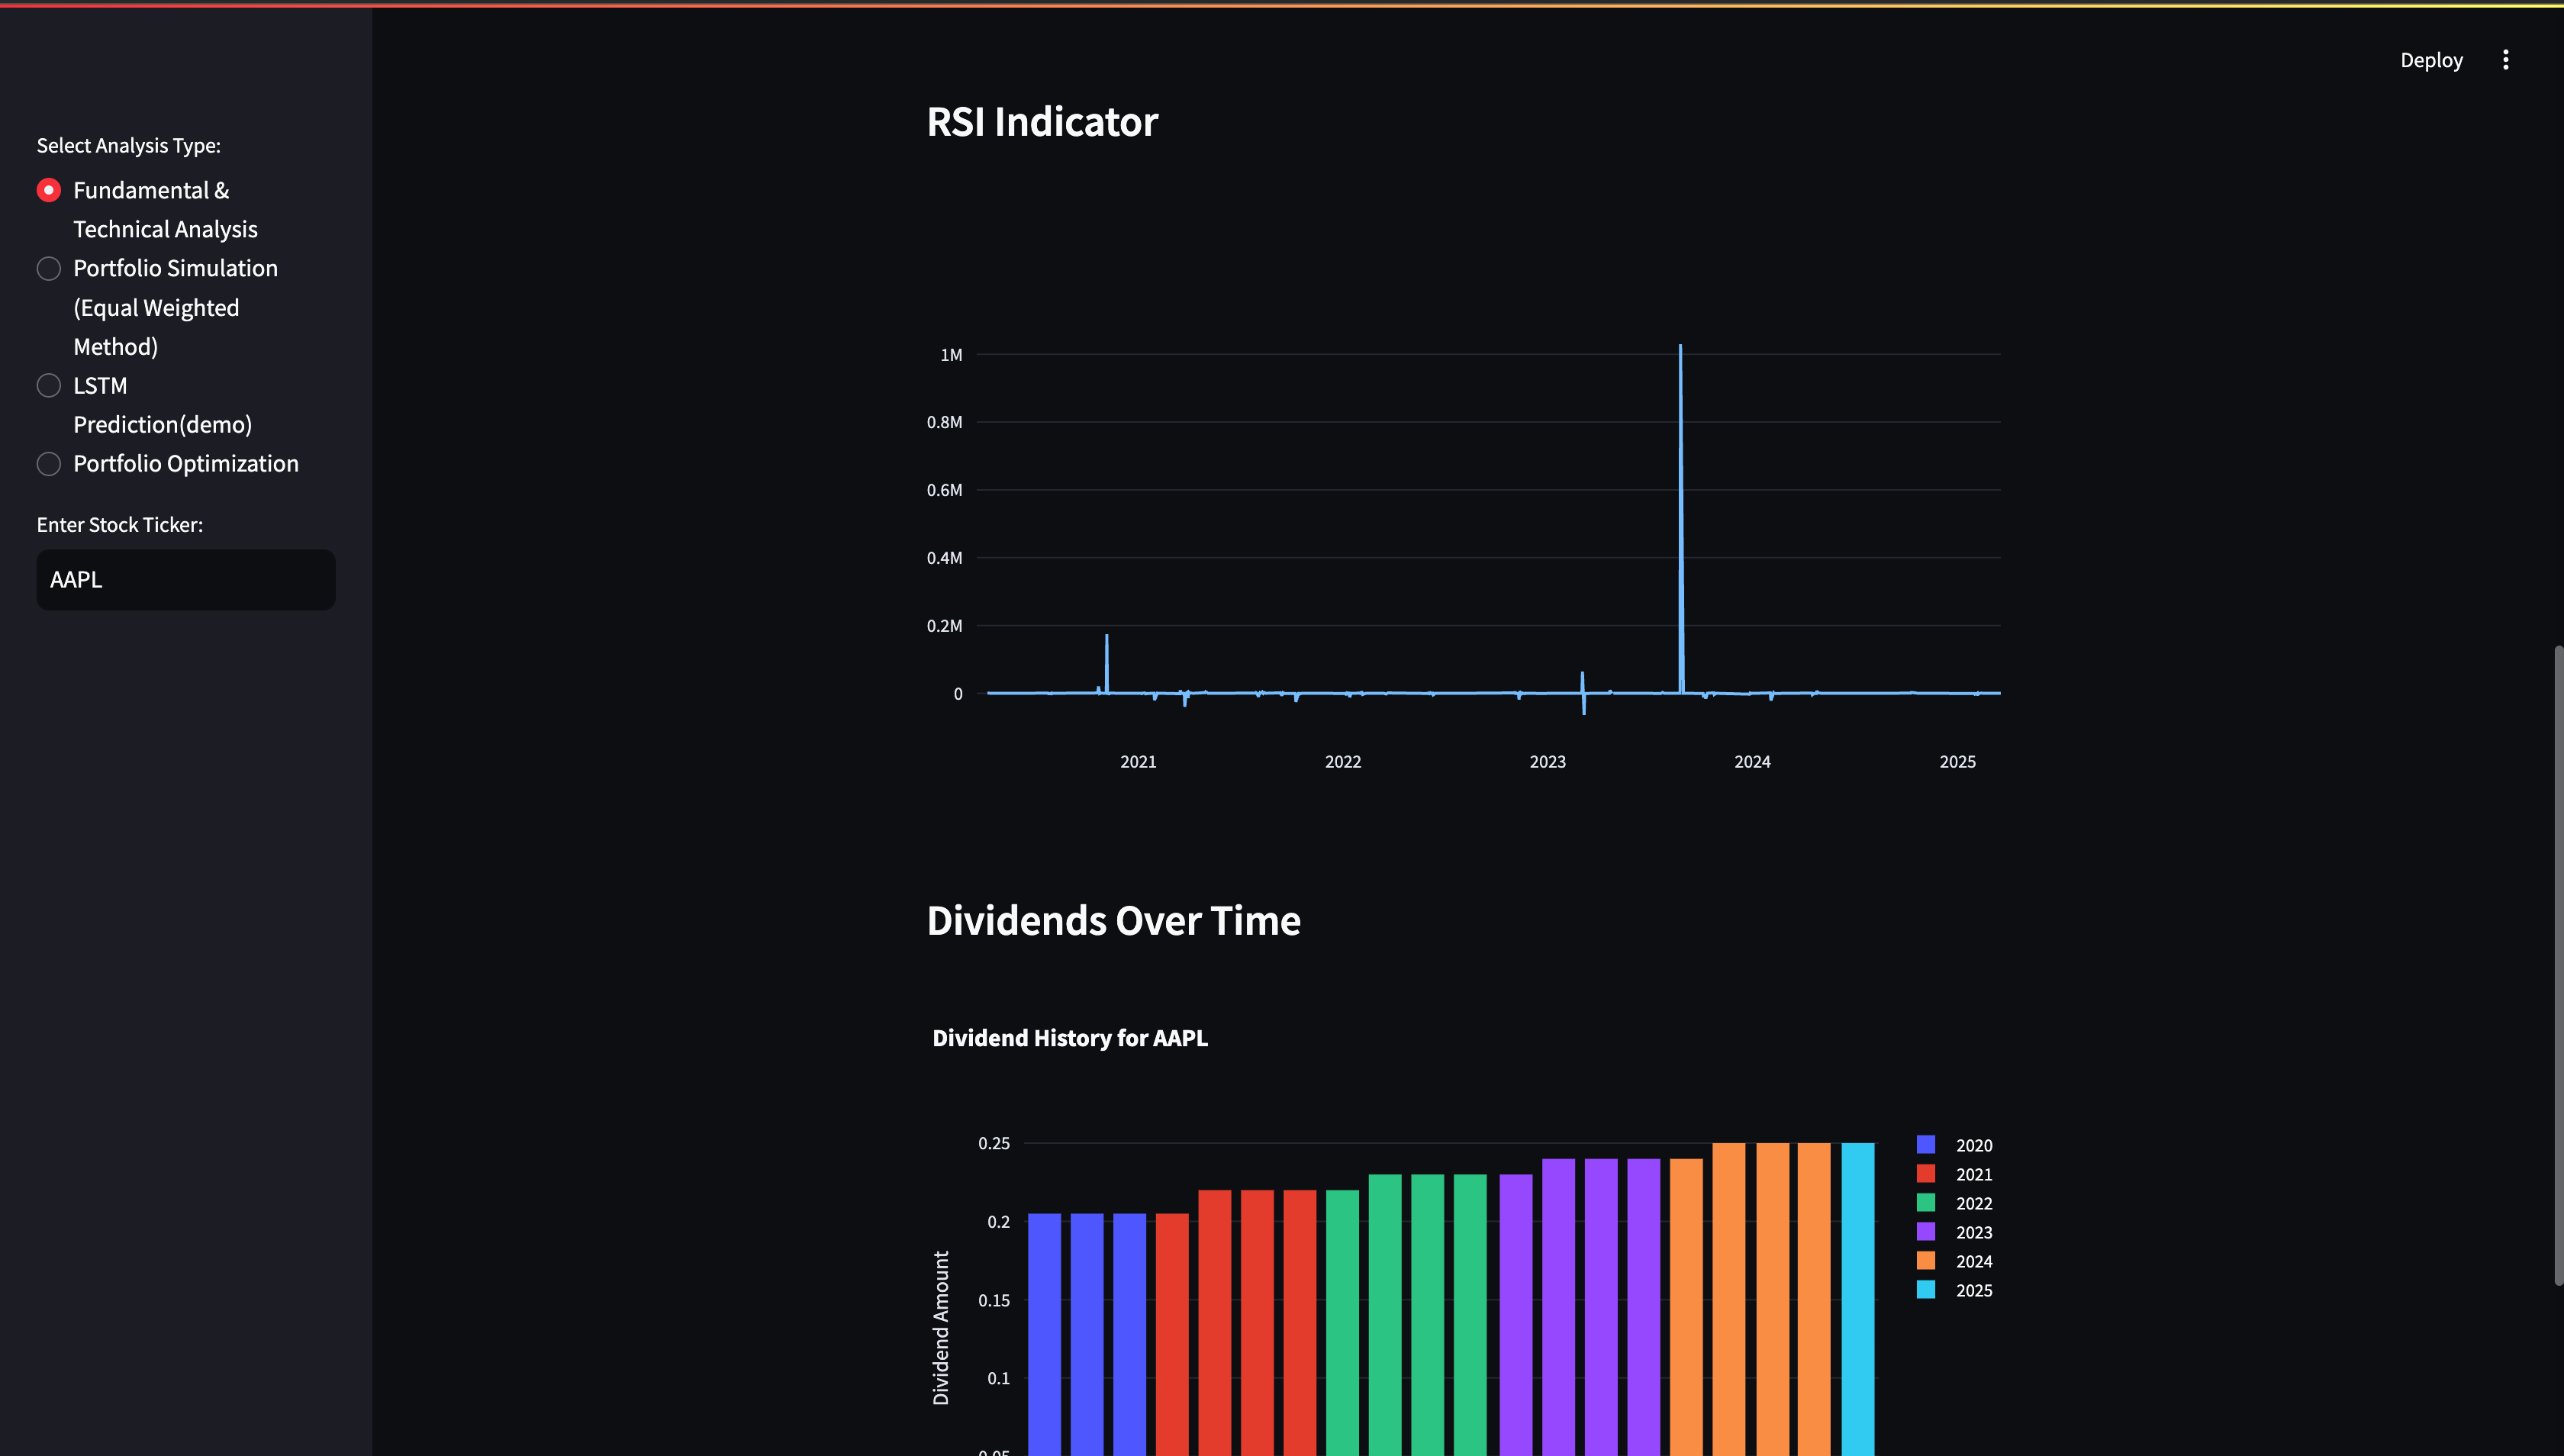 Deploy
Select Analysis Type:
Fundamental &
Technical Analysis
Portfolio Simulation
(Equal Weighted
Method)
LSTM
Prediction(demo)
Portfolio Optimization
Enter Stock Ticker:
AAPL
RSI Indicator
1M
0.8M
0.6M
0.4M
0.2M
0
2021
2022
2023
2024
2025
Dividends Over Time
Dividend History for AAPL
Dividend Amount
0.25
0.2
0.15
0.1
0.05
2020
2021
2022
2023
2024
2025